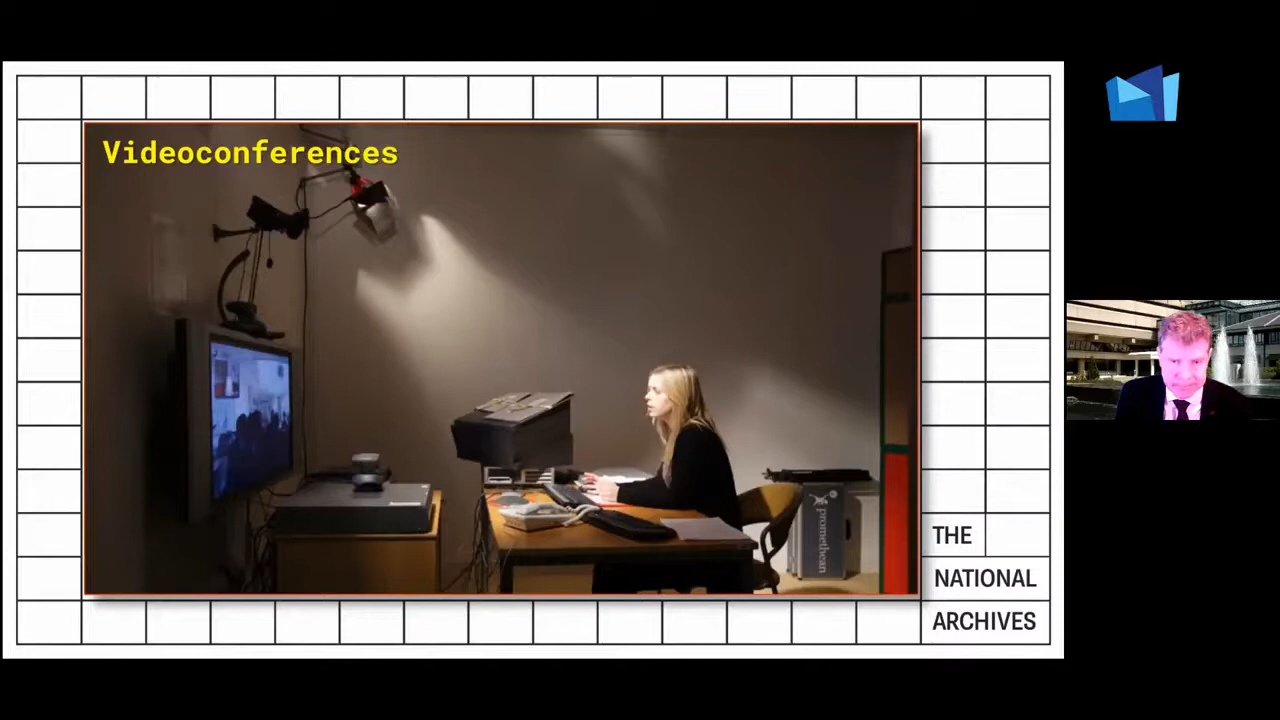 Videoconferences
promethean
THE
NATIONAL
ARCHIVES